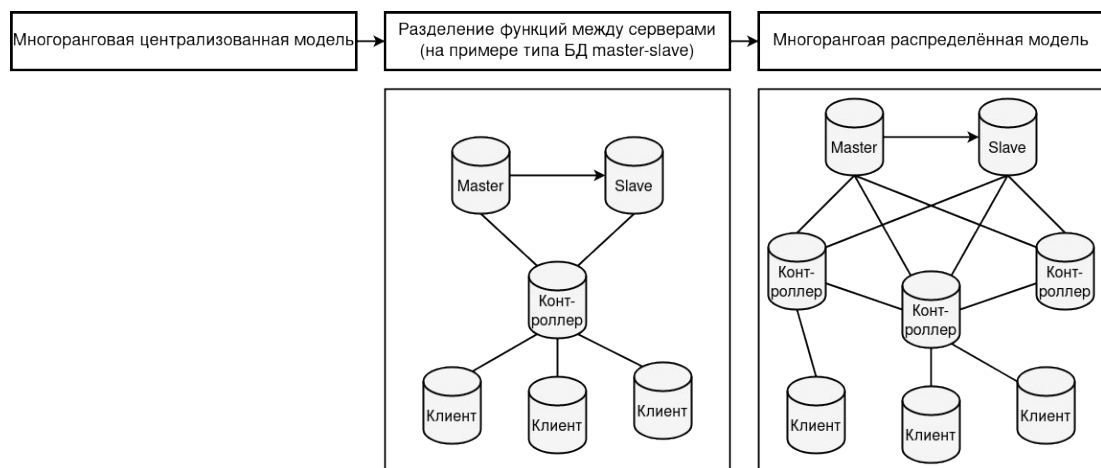 Многоранговая централизованная модель
Разделение функций между серверами
(на примере типа БД master-slave)
Многорангоая распределённая модель
Master
Slave
Конт-
роллер
Клиент
Клиент
Клиент
Master
Slave
Конт-
роллер
Конт-
роллер
Конт-
роллер
Клиент
Клиент
Клиент